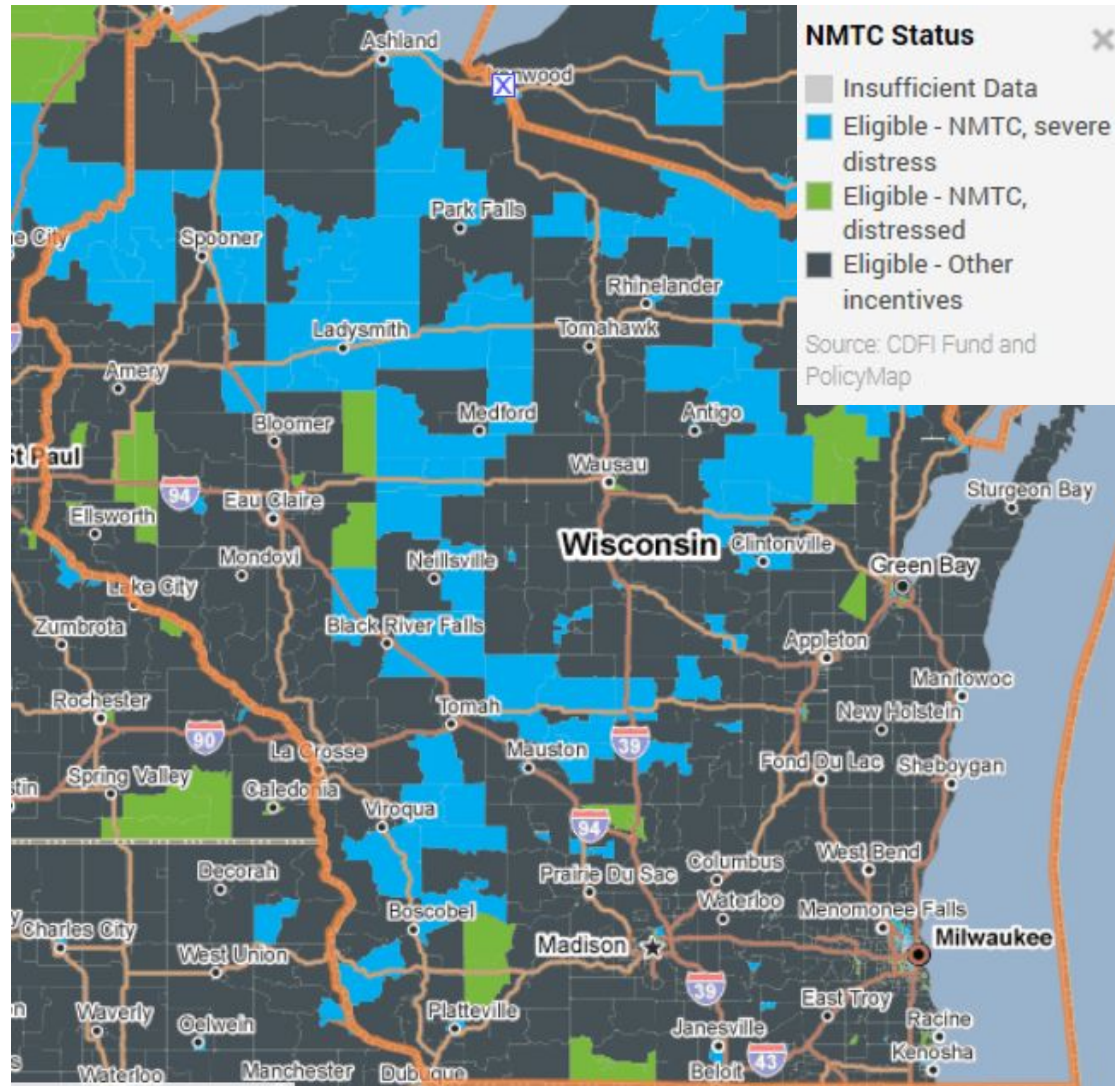 NMTC Status
Insufficient Data
Eligible - NMTC, severe
distress
Eligible - NMTC,
distressed
Eligible - Other
incentives
Source: CDFI Fund and
PolicyMap
Ashland
Park Falls
Spooner
Rhinelander
Ladysmith
Tomahawk
Amery
Medford
Antigo
Bloomer
St Paul
Wausau
94
Sturgeon Bay
Eau Claire
Ellsworth
Wisconsin
Clintonville
Mondovi
Neillsville
Green Bay
Lake City
Zumbrota
Black River Falls
Appleton
Manitowoc
Rochester
Tomah
New Holstein
90
39
La Crosse
Mauston
Fond Du Lac
Sheboygan
Spring Valley
Caledonia
Viroqua
94
Columbus
West Bend
Decorah
Prairie Du Sac
Boscobel
Waterloo
Menomonee Falls
Charles City
Madison
Milwaukee
West Union
39
East Troy
Waverly
Platteville
Oelwein
Janesville
Racine
43
Kenosha
Waterloo
Manchester
Dubuque
Beloit